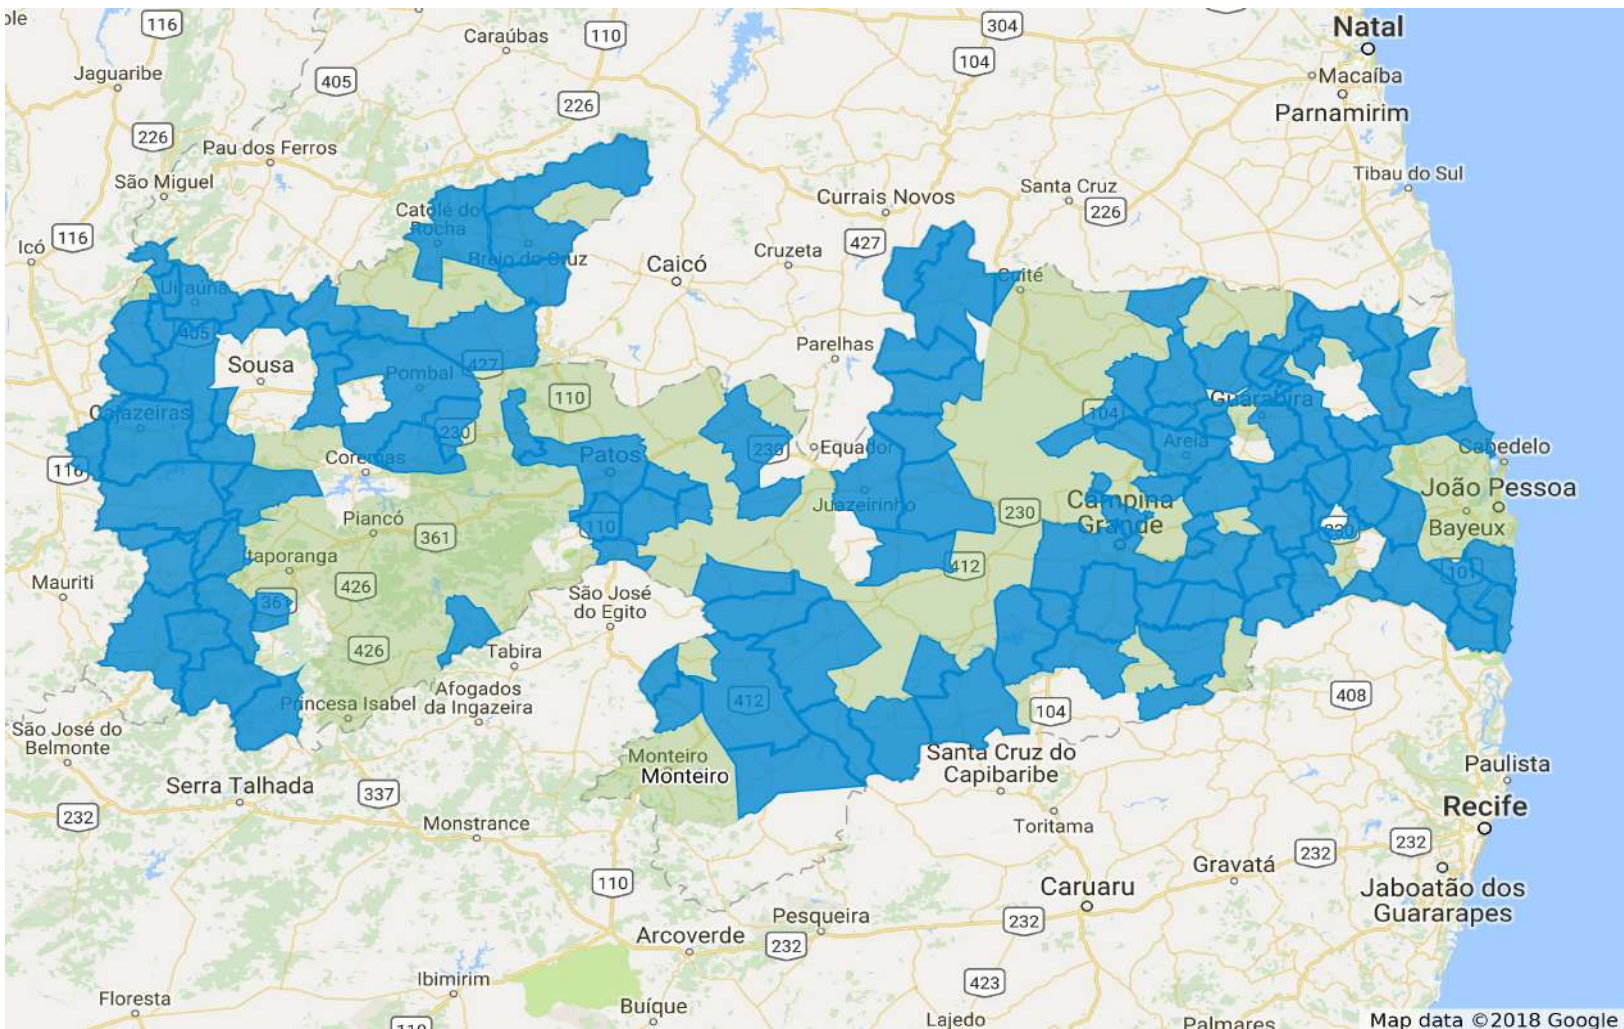 ole
116
Caraúbas
110
304
Natal
Jaguaribe
405
104
Macaíba
226
Parnamirim
226
Pau dos Ferros
São Miguel
Tibau do Sul
Currais Novos
Santa Cruz
226
Catolé do
Rocha
Icó
116
427
Cruzeta
Brejo do Cruz
Caicó
Cuité
Uiraúna
405
Parelhas
Sousa
427
Pombal
110
Cajazeiras
Guarabira
104
230
Equador
Areia
230
Cabedelo
116
Coremas
Patos
João Pessoa
Juazeirinho
Campina
Grande
230
Piancó
110
Bayeux
230
361
Itaporanga
412
101
Mauriti
426
São José
do Egito
361
426
Tabira
Princesa Isabel
Afogados
da Ingazeira
412
104
408
São José do
Belmonte
Monteiro
Monteiro
Santa Cruz do
Capibaribe
Paulista
Serra Talhada
337
Recife
232
Monstrance
Toritama
232
232
Gravatá
110
Caruaru
Jaboatão dos
Guararapes
Pesqueira
232
Arcoverde
232
Ibimirim
423
Floresta
Buíque
Lajedo
Palmares
110
Map data ©2018 Google